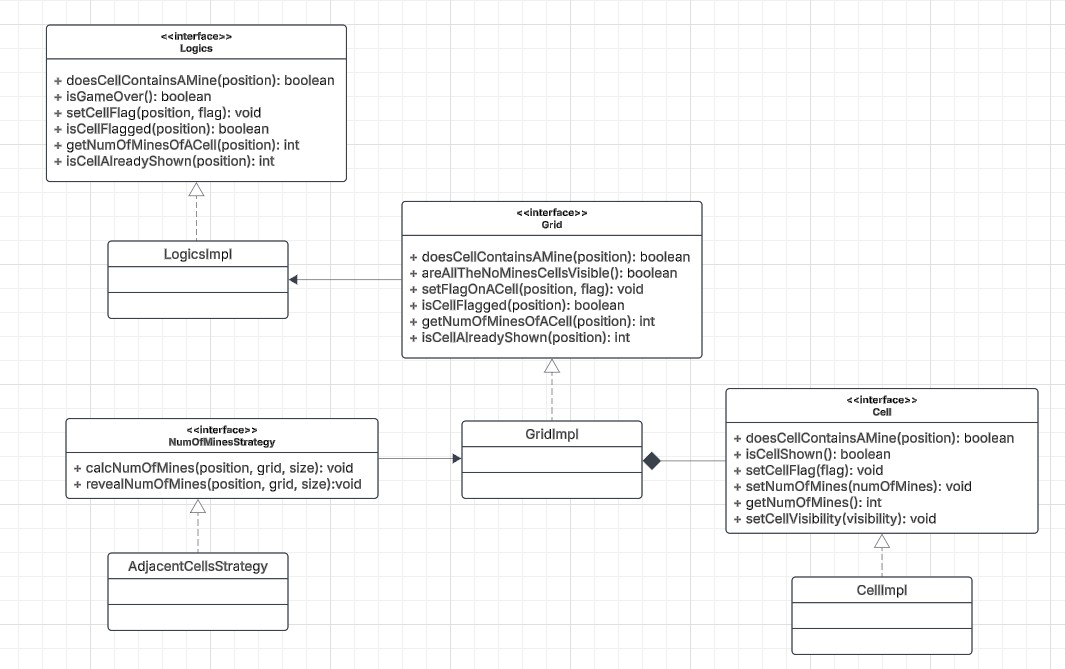 <<interface>>
Logics
+ doesCellContainsAMine(position): boolean
+ isGameOver(): boolean
+ setCellFlag(position, flag): void
+ isCellFlagged(position): boolean
+ getNumOfMinesOfACell(position): int
+ isCellAlreadyShown(position): int
LogicsImpl
<<interface>>
Grid
+ doesCellContainsAMine(position): boolean
+ areAllTheNoMinesCellsVisible(): boolean
+ setFlagOnACell(position, flag): void
+ isCellFlagged(position): boolean
+ getNumOfMinesOfACell(position): int
+ isCellAlreadyShown(position): int
<<interface>>
NumOfMinesStrategy
+ calcNumOfMines(position, grid, size): void
+ revealNumOfMines(position, grid, size):void
GridImpl
<<interface>>
Cell
+ doesCellContainsAMine(position): boolean
+ isCellShown(): boolean
+ setCellFlag(flag): void
+ setNumOfMines(numOfMines): void
+ getNumOfMines(): int
+ setCellVisibility(visibility): void
AdjacentCellsStrategy
CellImpl